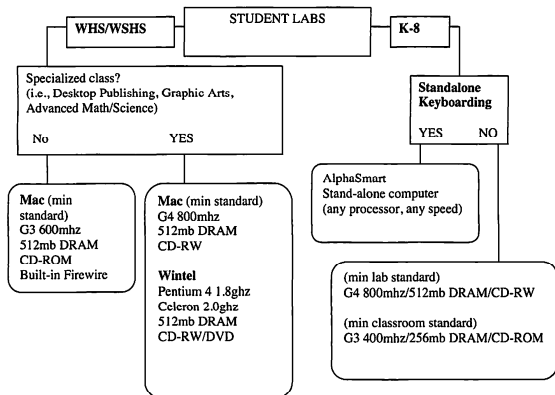 STUDENT LABS
WHS/WSHS
K-8
Specialized class?
(i.e., Desktop Publishing, Graphic Arts,
Advanced Math/Science)
No YES
Standalone
Keyboarding
YES NO
Mac (min
standard)
G3 600mhz
512mb DRAM
CD-ROM
Built-in Firewire
Mac (min standard)
G4 800mhz
512mb DRAM
CD-RW
Wintel
Pentium 4 1.8ghz
Celeron 2.0ghz
512mb DRAM
CD-RW/DVD
AlphaSmart
Stand-alone computer
(any processor, any speed)
(min lab standard)
G4 800mhz/512mb DRAM/CD-RW
(min classroom standard)
G3 400mhz/256mb DRAM/CD-ROM